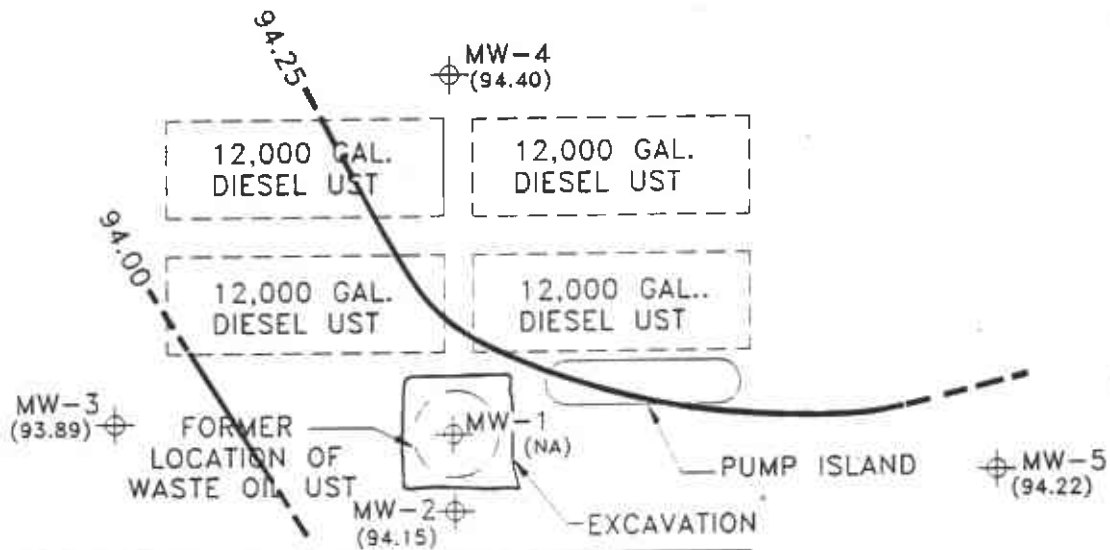 94.25
MW-4
(94.40)
12,000 GAL.
DIESEL UST
12,000 GAL.
DIESEL UST
94.00
12,000 GAL.
DIESEL UST
12,000 GAL..
DIESEL UST
MW-3
(93.89)
FORMER
LOCATION OF
WASTE OIL UST
MW-1
(NA)
PUMP ISLAND
MW-5
(94.22)
MW-2
(94.15)
EXCAVATION